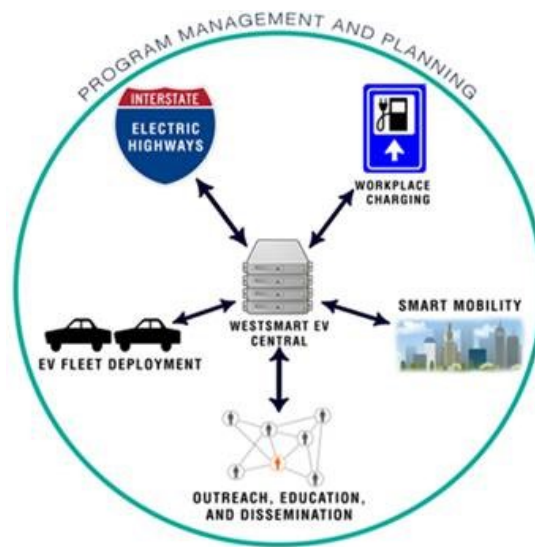 PROGRAM MANAGEMENT AND PLANNING
INTERSTATE
ELECTRIC
HIGHWAYS
WORKPLACE
CHARGING
WESTSMART EV
CENTRAL
SMART MOBILITY
EV FLEET DEPLOYMENT
OUTREACH, EDUCATION,
AND DISSEMINATION